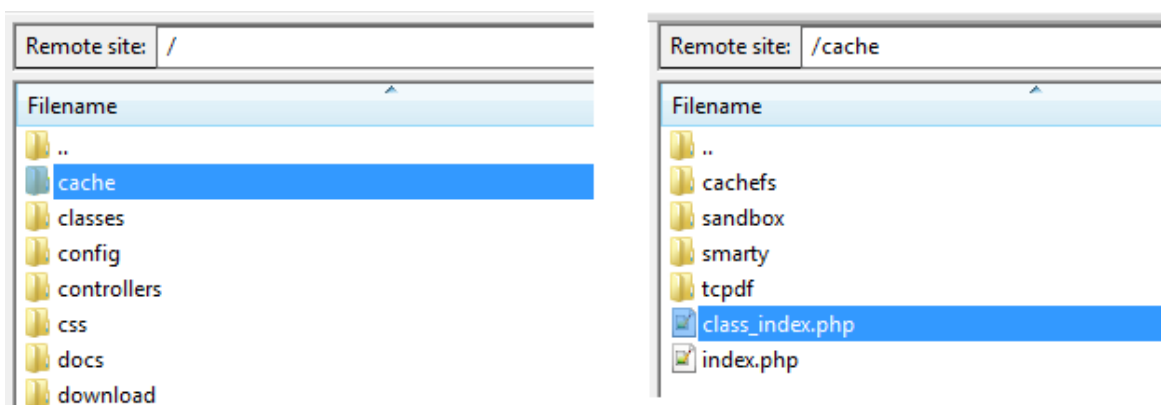 Remote site: /
Filename
..
cache
classes
config
controllers
css
docs
download
Remote site: /cache
Filename
..
cachefs
sandbox
smarty
tcpdf
class_index.php
index.php